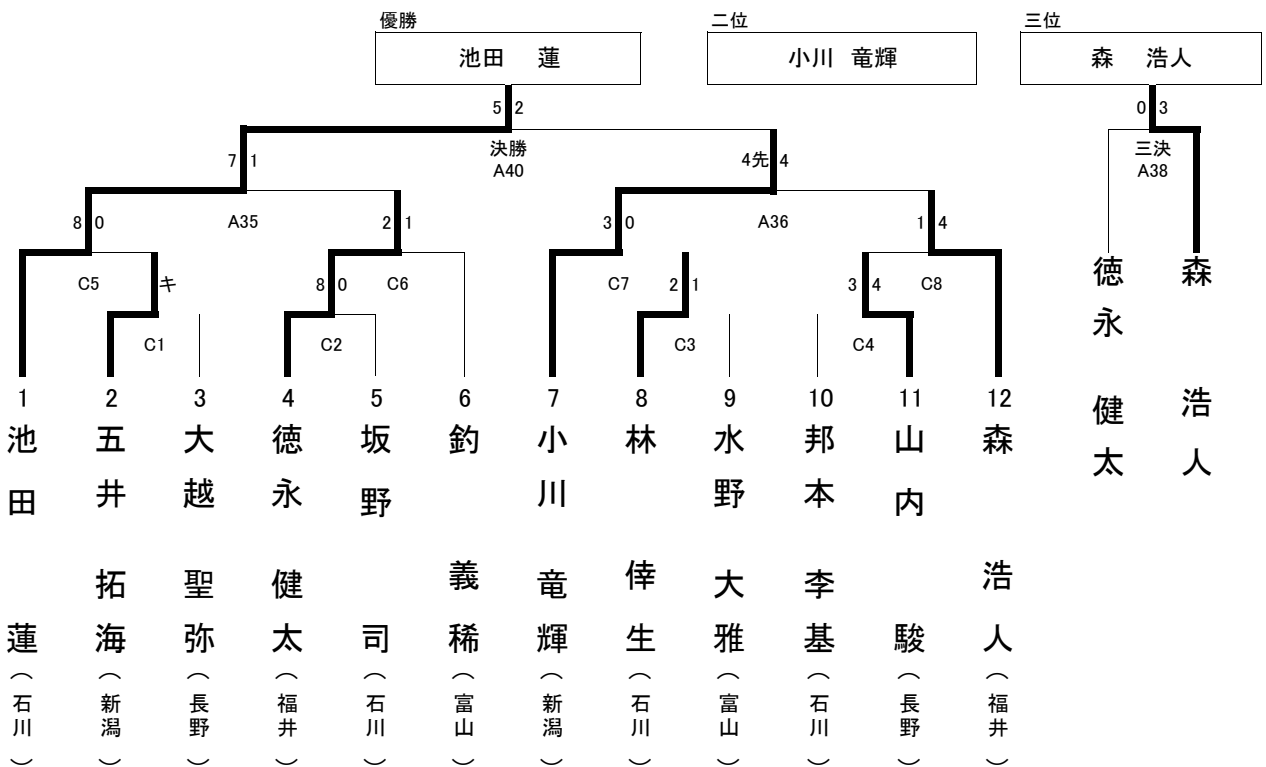 優勝
二位
三位
池田 蓮
小川 竜輝
森 浩人
5 2
0 3
決勝
A40
三決
A38
7 1
4先 4
8 0
A35
2 1
3 0
A36
1 4
C5
キ
8 0
C6
C7
2 1
3 4
C8
C1
C2
C3
C4
1 2 3 4 5 6 7 8 9 10 11 12
池田 蓮(石川)
五井 拓海(新潟)
大越 聖弥(長野)
徳永 健太(福井)
坂野 司(石川)
釣 義稀(富山)
小川 竜輝(新潟)
林 倖生(石川)
水野 大雅(富山)
邦本 李基(石川)
山内 駿(長野)
森 浩人(福井)
徳永 健太
森 浩人